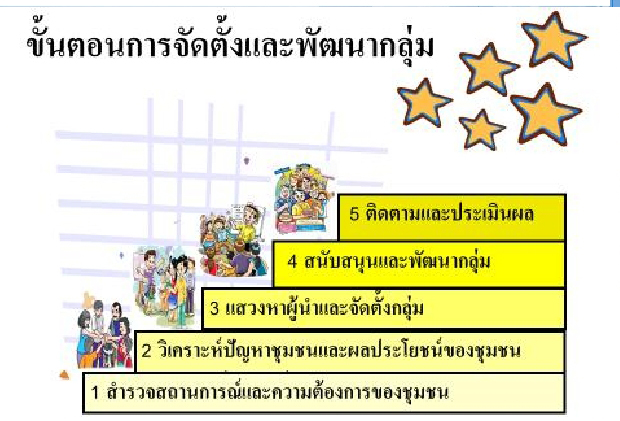 ขั้นตอนการจัดตั้งและพัฒนากลุ่ม
5 ติดตามและประเมินผล
4 สนับสนุนและพัฒนากลุ่ม
3 แสวงหาผู้นำและจัดตั้งกลุ่ม
2 วิเคราะห์ปัญหาชุมชนและผลประโยชน์ของชุมชน
1 สำรวจสถานการณ์และความต้องการของชุมชน